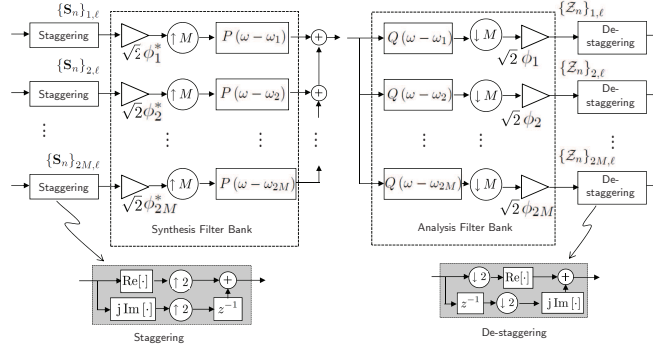 {S_n}_{1,ℓ}
Staggering
√2 ϕ_1^*
↑ M
P (ω − ω_1)
+
{S_n}_{2,ℓ}
Staggering
√2 ϕ_2^*
↑ M
P (ω − ω_2)
+
⋮ ⋮ ⋮ ⋮
{S_n}_{2M,ℓ}
Staggering
√2 ϕ_{2M}^*
↑ M
P (ω − ω_{2M})
Synthesis Filter Bank
Q (ω − ω_1)
↓ M
√2 ϕ_1
{Z_n}_{1,ℓ}
De-
staggering
Q (ω − ω_2)
↓ M
√2 ϕ_2
{Z_n}_{2,ℓ}
De-
staggering
⋮ ⋮ ⋮
Q (ω − ω_{2M})
↓ M
√2 ϕ_{2M}
{Z_n}_{2M,ℓ}
De-
staggering
Analysis Filter Bank
Re[·]
↑ 2
+
j Im [·]
↑ 2
z^{−1}
Staggering
↓ 2
Re[·]
+
z^{−1}
↓ 2
j Im [·]
De-staggering